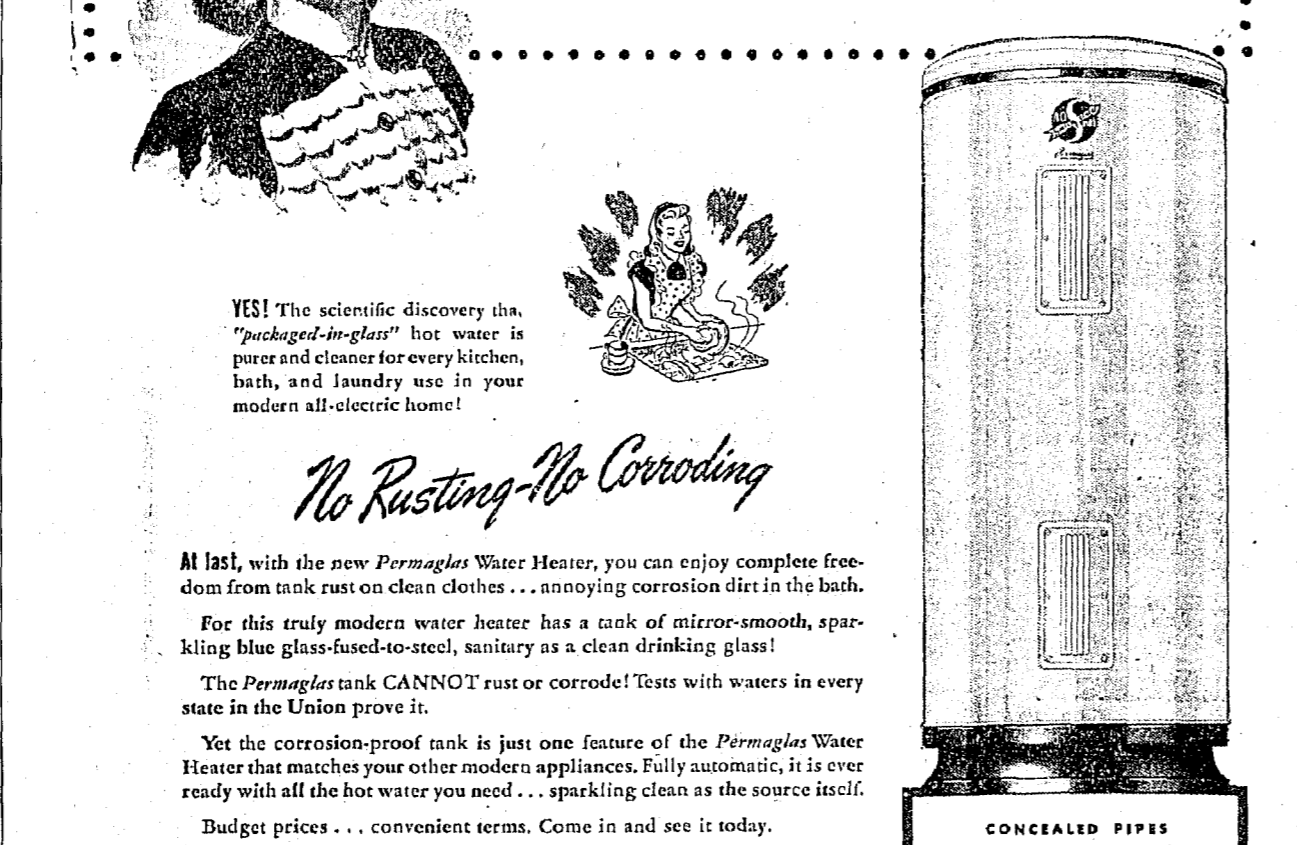 YES! The scientific discovery tha,
"packaged-in-glass" hot water is
purer and cleaner for every kitchen,
bath, and laundry use in your
modern all-electric home!
No Rusting-No Corroding
At last, with the new Permaglas Water Heater, you can enjoy complete free-
dom from tank rust on clean clothes . . . annoying corrosion dirt in the bath.
For this truly modern water heater has a tank of mirror-smooth, spar-
kling blue glass-fused-to-steel, sanitary as a clean drinking glass!
The Permaglas tank CANNOT rust or corrode! Tests with waters in every
state in the Union prove it.
Yet the corrosion-proof tank is just one feature of the Permaglas Water
Heater that matches your other modern appliances. Fully automatic, it is ever
ready with all the hot water you need . . . sparkling clean as the source itself.
Budget prices . . . convenient terms. Come in and see it today.
CONCEALED PIPES